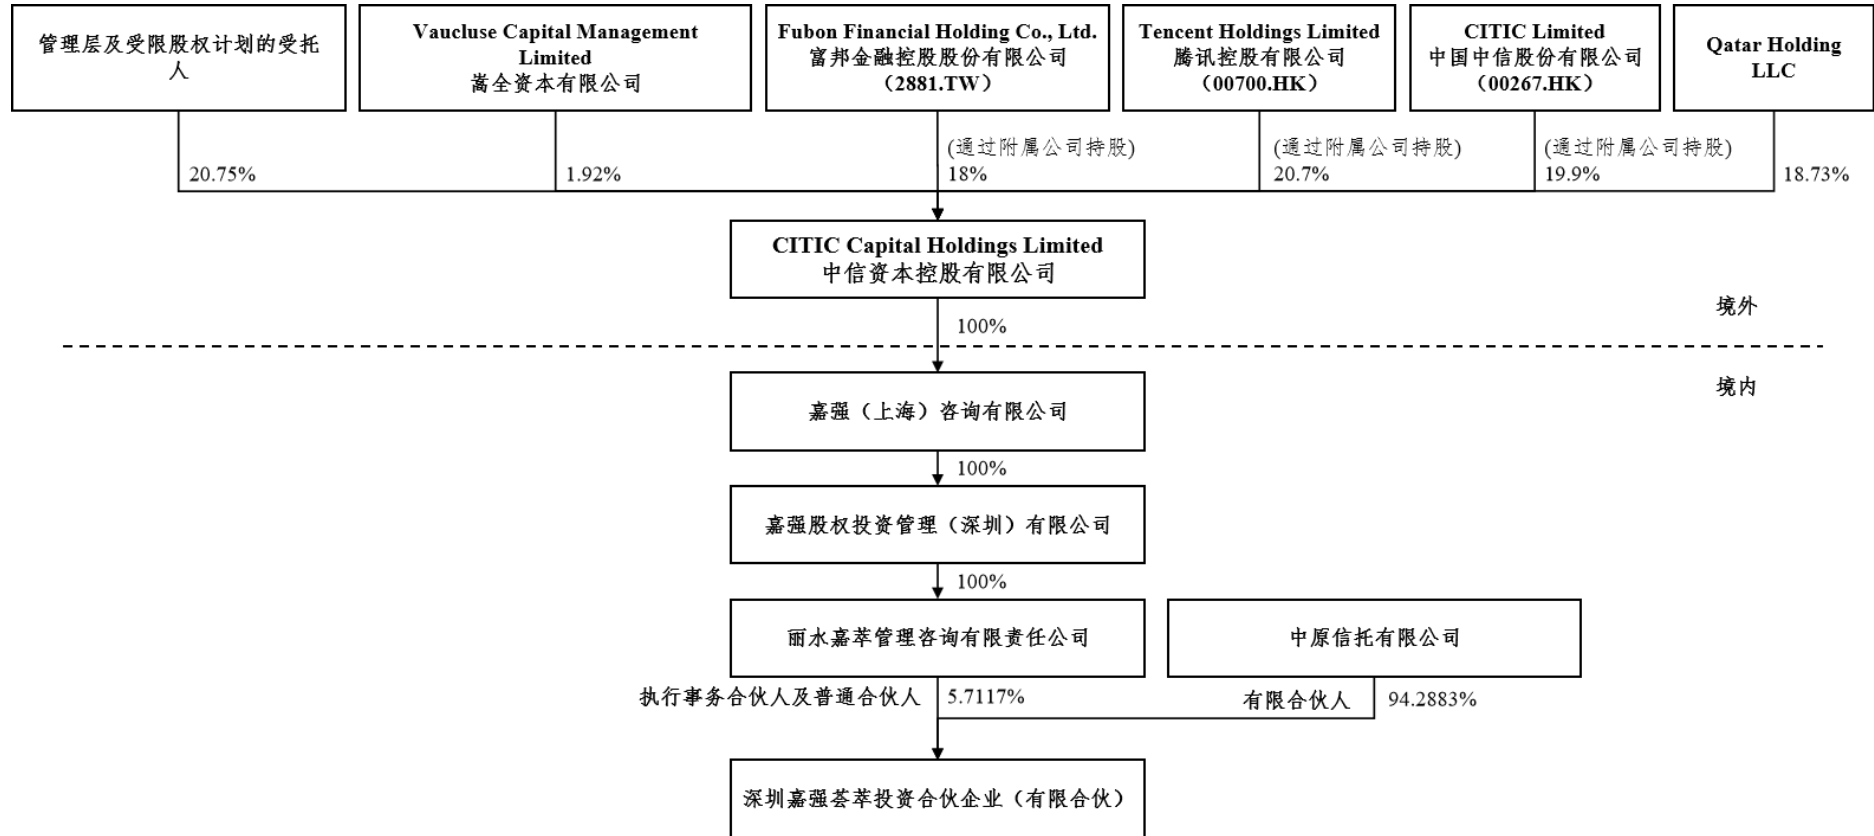 管理层及受限股权计划的受托
人
Vaucluse Capital Management
Limited
嵩全资本有限公司
Fubon Financial Holding Co., Ltd.
富邦金融控股股份有限公司
（2881.TW）
Tencent Holdings Limited
腾讯控股有限公司
（00700.HK）
CITIC Limited
中国中信股份有限公司
（00267.HK）
Qatar Holding
LLC
(通过附属公司持股)
(通过附属公司持股)
(通过附属公司持股)
20.75%
1.92%
18%
20.7%
19.9%
18.73%
CITIC Capital Holdings Limited
中信资本控股有限公司
境外
100%
境内
嘉强（上海）咨询有限公司
100%
嘉强股权投资管理（深圳）有限公司
100%
丽水嘉萃管理咨询有限责任公司
中原信托有限公司
执行事务合伙人及普通合伙人
5.7117%
有限合伙人
94.2883%
深圳嘉强荟萃投资合伙企业（有限合伙）